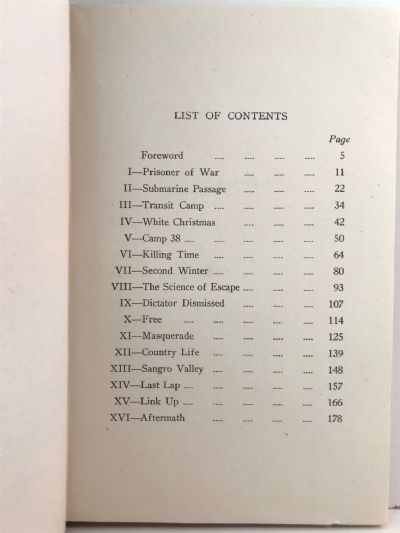 LIST OF CONTENTS
Page
Foreword .... .... .... .... 5
I—Prisoner of War .... .... .... 11
II—Submarine Passage .... .... .... 22
III—Transit Camp .... .... .... .... 34
IV—White Christmas .... .... .... 42
V—Camp 38 .... .... .... .... 50
VI—Killing Time .... .... .... .... 64
VII—Second Winter .... .... .... .... 80
VIII—The Science of Escape .... .... .... 93
IX—Dictator Dismissed .... .... .... 107
X—Free .... .... .... .... 114
XI—Masquerade .... .... .... .... 125
XII—Country Life .... .... .... .... 139
XIII—Sangro Valley .... .... .... .... 148
XIV—Last Lap .... .... .... .... 157
XV—Link Up .... .... .... .... 166
XVI—Aftermath .... .... .... .... 178